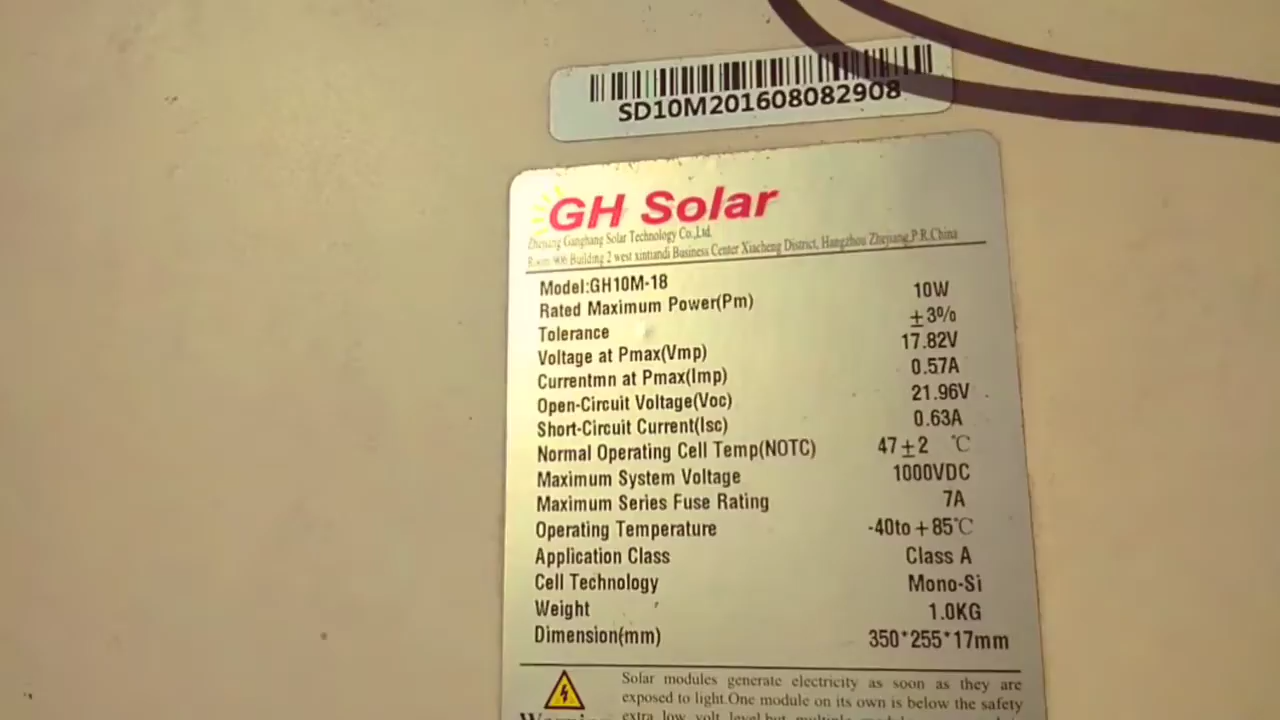 SD10M201608082908
GH Solar
Zhejiang Ganghang Solar Technology Co.,Ltd.
Room 906 Building 2 west xintiandi Business Center Xiacheng District, Hangzhou Zhejiang,P.R.China
Model:GH10M-18
Rated Maximum Power(Pm) 10W
Tolerance ±3%
Voltage at Pmax(Vmp) 17.82V
Currentmn at Pmax(Imp) 0.57A
Open-Circuit Voltage(Voc) 21.96V
Short-Circuit Current(Isc) 0.63A
Normal Operating Cell Temp(NOTC) 47±2 ℃
Maximum System Voltage 1000VDC
Maximum Series Fuse Rating 7A
Operating Temperature -40to+85℃
Application Class Class A
Cell Technology Mono-Si
Weight 1.0KG
Dimension(mm) 350*255*17mm
Solar modules generate electricity as soon as they are
exposed to light.One module on its own is below the safety
extra low volt level,but multiple